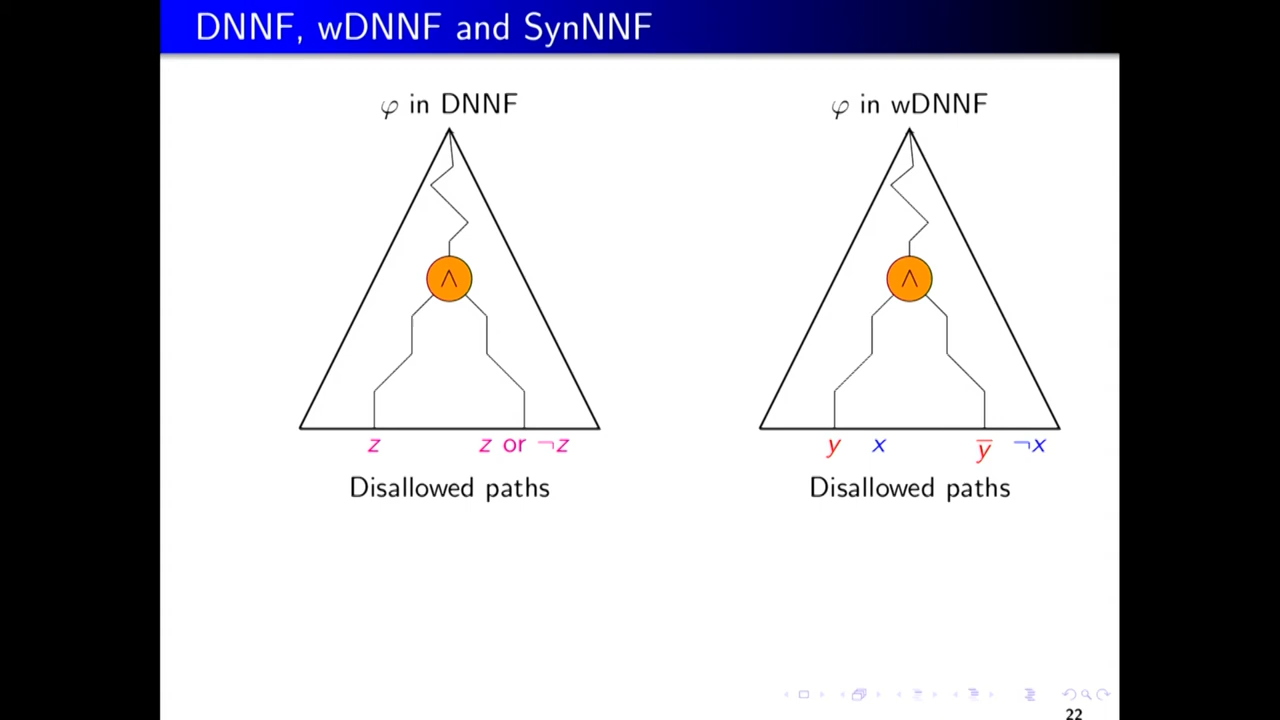 DNNF, wDNNF and SynNNF
φ in DNNF
φ in wDNNF
∧
∧
z
z or ¬z
y
x
y̅
¬x
Disallowed paths
Disallowed paths
22